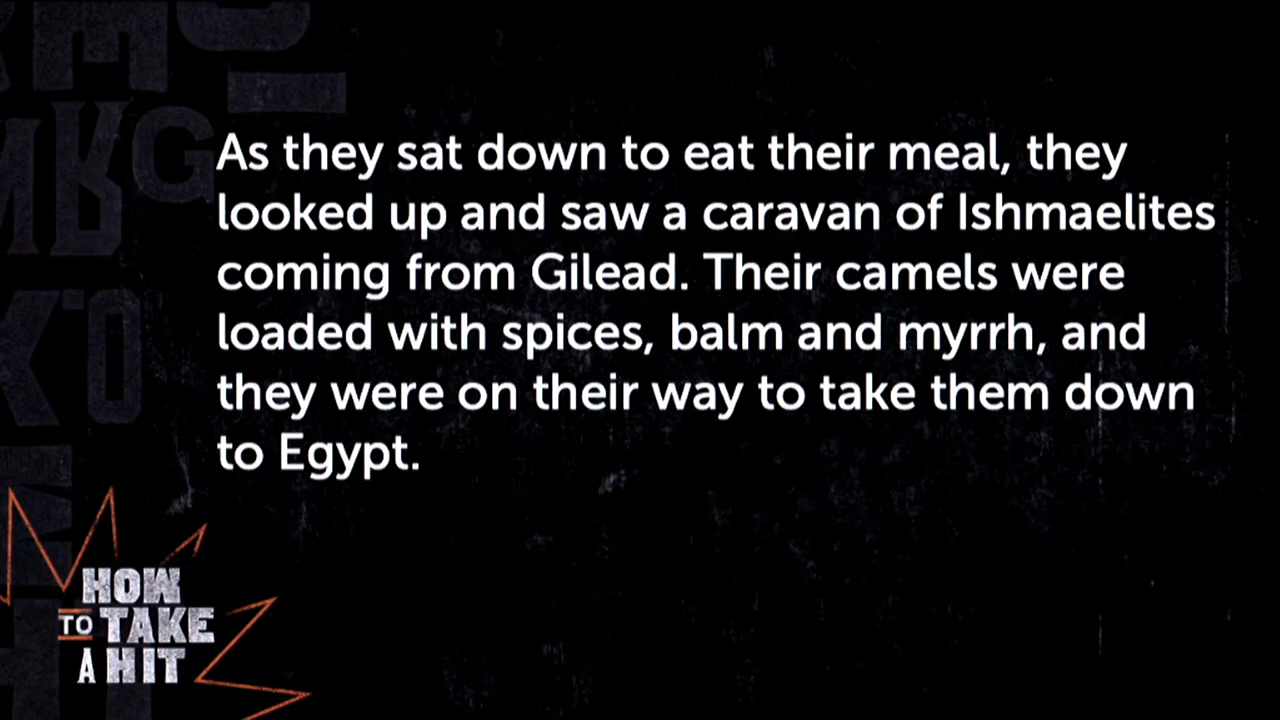 As they sat down to eat their meal, they
looked up and saw a caravan of Ishmaelites
coming from Gilead. Their camels were
loaded with spices, balm and myrrh, and
they were on their way to take them down
to Egypt.
HOW
TO TAKE
A HIT